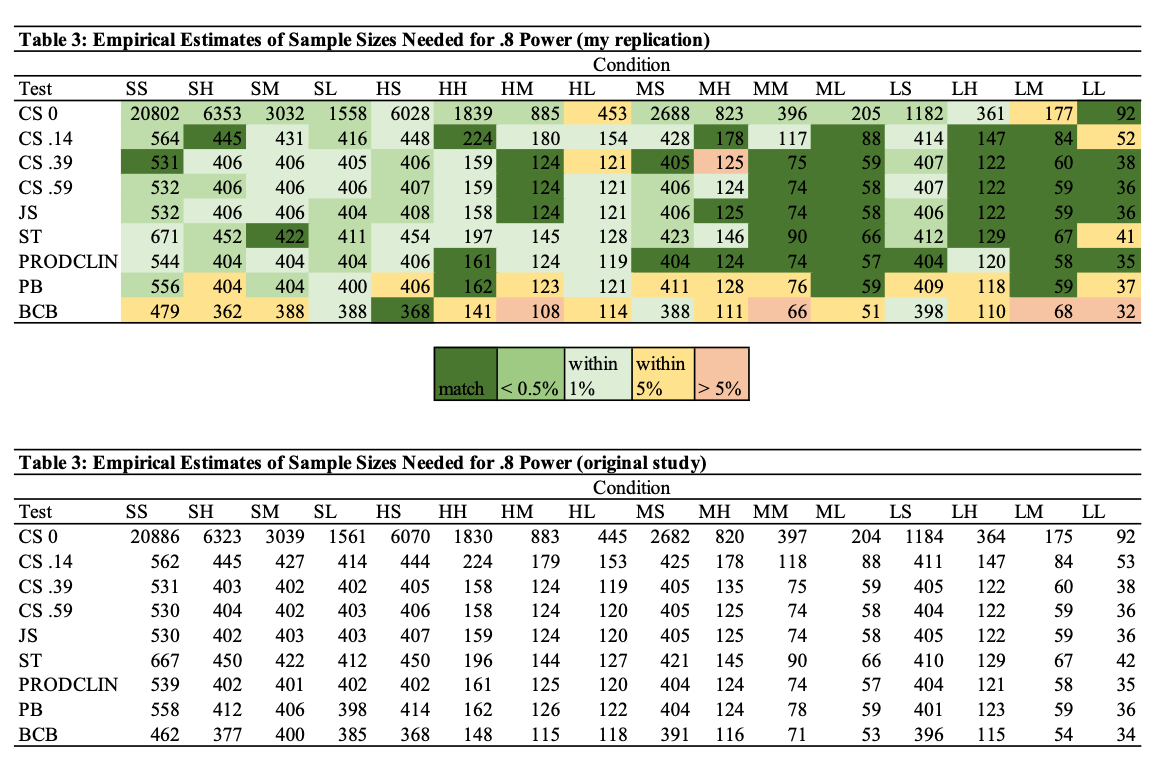 Table 3: Empirical Estimates of Sample Sizes Needed for .8 Power (my replication)
Condition
Test SS SH SM SL HS HH HM HL MS MH MM ML LS LH LM LL
CS 0 20802 6353 3032 1558 6028 1839 885 453 2688 823 396 205 1182 361 177 92
CS .14 564 445 431 416 448 224 180 154 428 178 117 88 414 147 84 52
CS .39 531 406 406 405 406 159 124 121 405 125 75 59 407 122 60 38
CS .59 532 406 406 406 407 159 124 121 406 124 74 58 407 122 59 36
JS 532 406 406 404 408 158 124 121 406 125 74 58 406 122 59 36
ST 671 452 422 411 454 197 145 128 423 146 90 66 412 129 67 41
PRODCLIN 544 404 404 404 406 161 124 119 404 124 74 57 404 120 58 35
PB 556 404 404 400 406 162 123 121 411 128 76 59 409 118 59 37
BCB 479 362 388 388 368 141 108 114 388 111 66 51 398 110 68 32
match < 0.5% within 1% within 5% > 5%
Table 3: Empirical Estimates of Sample Sizes Needed for .8 Power (original study)
Condition
Test SS SH SM SL HS HH HM HL MS MH MM ML LS LH LM LL
CS 0 20886 6323 3039 1561 6070 1830 883 445 2682 820 397 204 1184 364 175 92
CS .14 562 445 427 414 444 224 179 153 425 178 118 88 411 147 84 53
CS .39 531 403 402 402 405 158 124 119 405 135 75 59 405 122 60 38
CS .59 530 404 402 403 406 158 124 120 405 125 74 58 404 122 59 36
JS 530 402 403 403 407 159 124 120 405 125 74 58 405 122 59 36
ST 667 450 422 412 450 196 144 127 421 145 90 66 410 129 67 42
PRODCLIN 539 402 401 402 402 161 125 120 404 124 74 57 404 121 58 35
PB 558 412 406 398 414 162 126 122 404 124 78 59 401 123 59 36
BCB 462 377 400 385 368 148 115 118 391 116 71 53 396 115 54 34